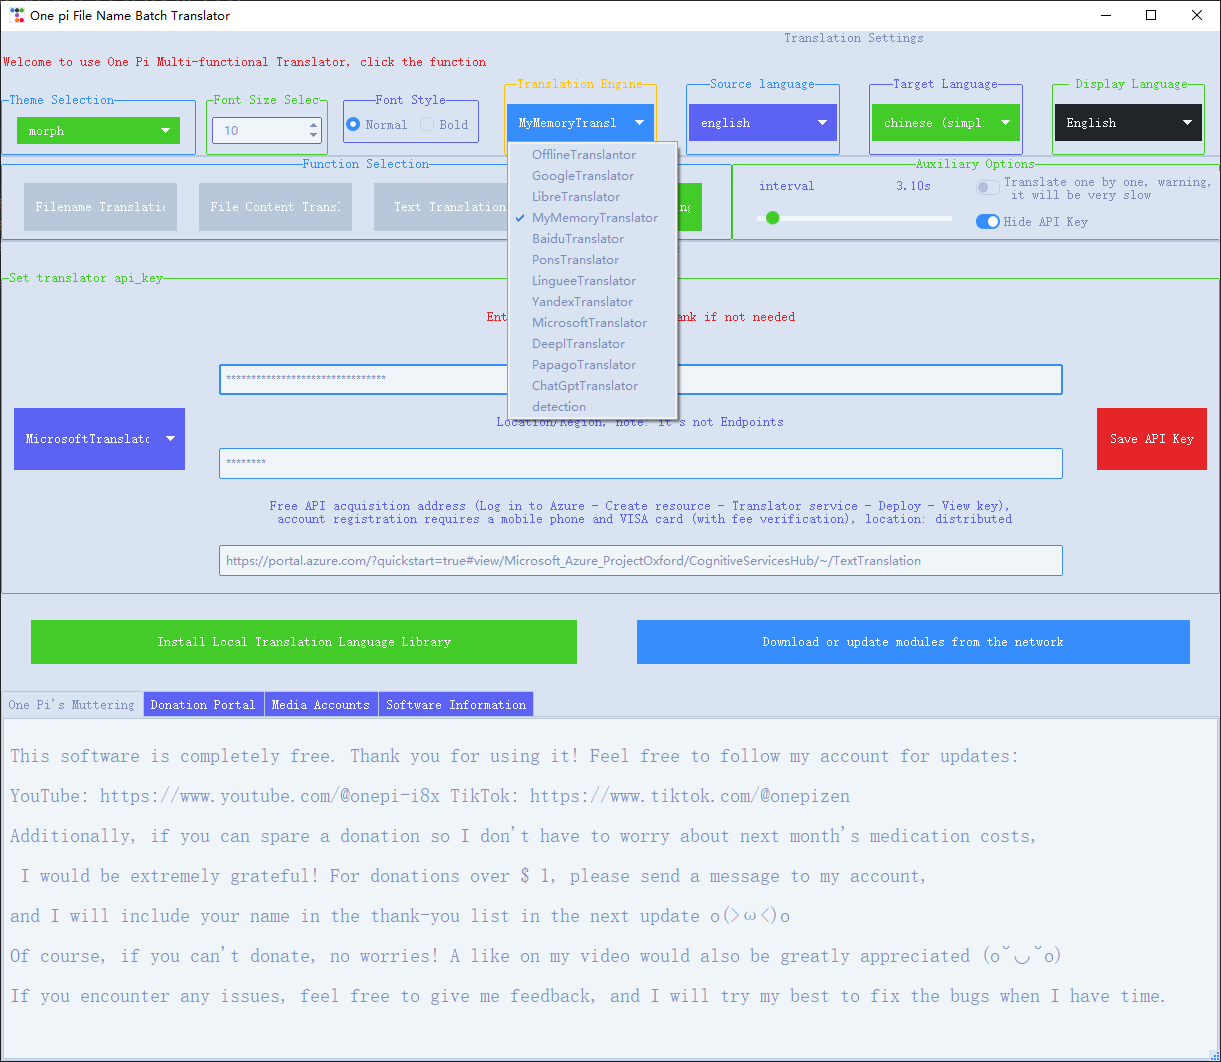 One pi File Name Batch Translator
Translation Settings
Welcome to use One Pi Multi-functional Translator, click the function
Theme Selection
Font Size Selec
Font Style
Translation Engine
Source language
Target Language
Display Language
morph
10
Normal
Bold
MyMemoryTransl
english
chinese (simpl:
English
Function Selection
Auxiliary Options
Filename Translatic
File Content Transl
Text Translation
interval
3.10s
Translate one by one, warning,
it will be very slow
Hide API Key
OfflineTranslantor
GoogleTranslator
LibreTranslator
MyMemoryTranslator
BaiduTranslator
PonsTranslator
LingueeTranslator
YandexTranslator
MicrosoftTranslator
DeeplTranslator
PapagoTranslator
ChatGptTranslator
detection
Set translator api_key
Ent
ank if not needed
********************************
MicrosoftTranslato
Location/Region, note: it's not Endpoints
Save API Key
********
Free API acquisition address (Log in to Azure - Create resource - Translator service - Deploy - View key),
account registration requires a mobile phone and VISA card (with fee verification), location: distributed
https://portal.azure.com/?quickstart=true#view/Microsoft_Azure_ProjectOxford/CognitiveServicesHub/~/TextTranslation
Install Local Translation Language Library
Download or update modules from the network
One Pi's Muttering
Donation Portal
Media Accounts
Software Information
This software is completely free. Thank you for using it! Feel free to follow my account for updates:
YouTube: https://www.youtube.com/@onepi-i8x TikTok: https://www.tiktok.com/@onepizen
Additionally, if you can spare a donation so I don't have to worry about next month's medication costs,
I would be extremely grateful! For donations over $ 1, please send a message to my account,
and I will include your name in the thank-you list in the next update o(>ω<)o
Of course, if you can't donate, no worries! A like on my video would also be greatly appreciated (o˘◡˘o)
If you encounter any issues, feel free to give me feedback, and I will try my best to fix the bugs when I have time.